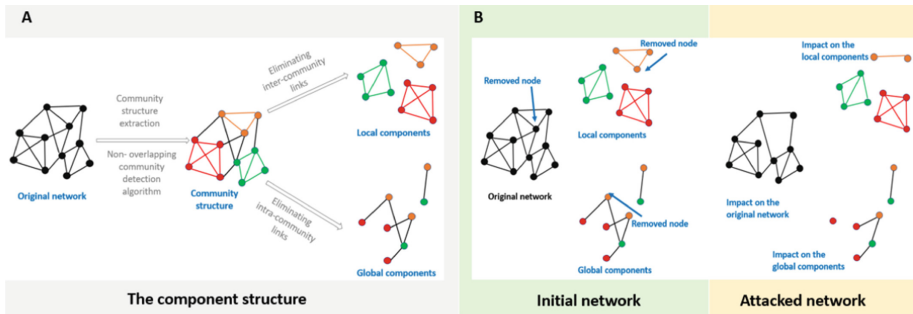 A
Original network
Community
structure
extraction
Non- overlapping
community
detection
algorithm
Community
structure
Eliminating
inter-community
links
Local components
Eliminating
intra-community
links
Global components
The component structure
B
Removed node
Original network
Removed node
Local components
Removed node
Global components
Initial network
Impact on the
local components
Impact on the
original network
Impact on the
global components
Attacked network